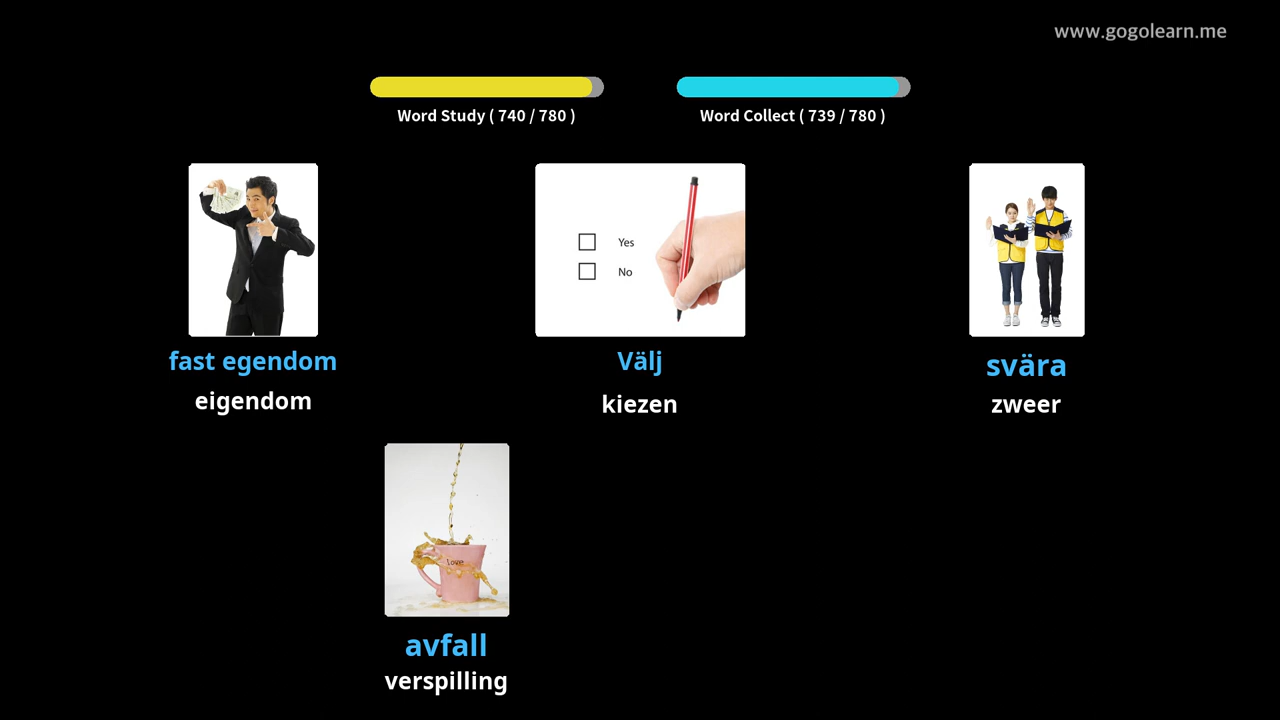 www.gogolearn.me
Word Study ( 740 / 780 )
Word Collect ( 739 / 780 )
Yes
No
fast egendom
Välj
svära
eigendom
kiezen
zweer
love
avfall
verspilling